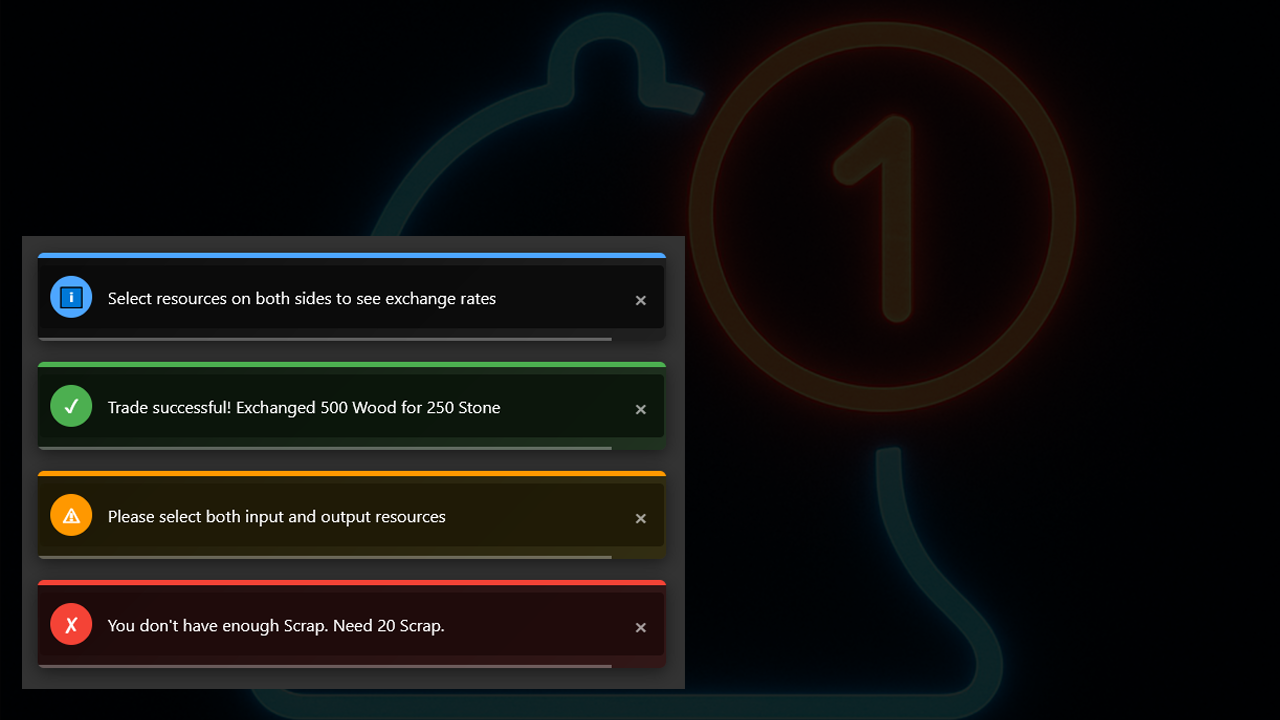 1
Select resources on both sides to see exchange rates
Trade successful! Exchanged 500 Wood for 250 Stone
Please select both input and output resources
You don't have enough Scrap. Need 20 Scrap.